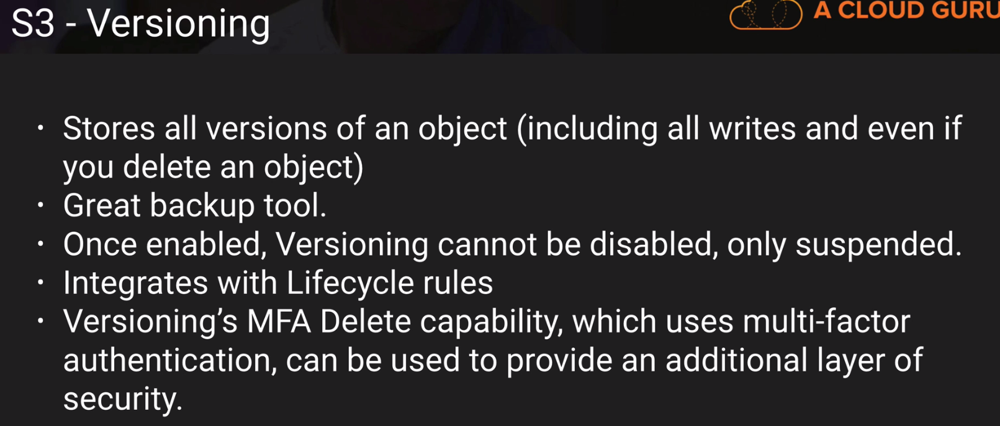 S3 - Versioning
A CLOUD GURU
· Stores all versions of an object (including all writes and even if
you delete an object)
· Great backup tool.
· Once enabled, Versioning cannot be disabled, only suspended.
· Integrates with Lifecycle rules
· Versioning’s MFA Delete capability, which uses multi-factor
authentication, can be used to provide an additional layer of
security.